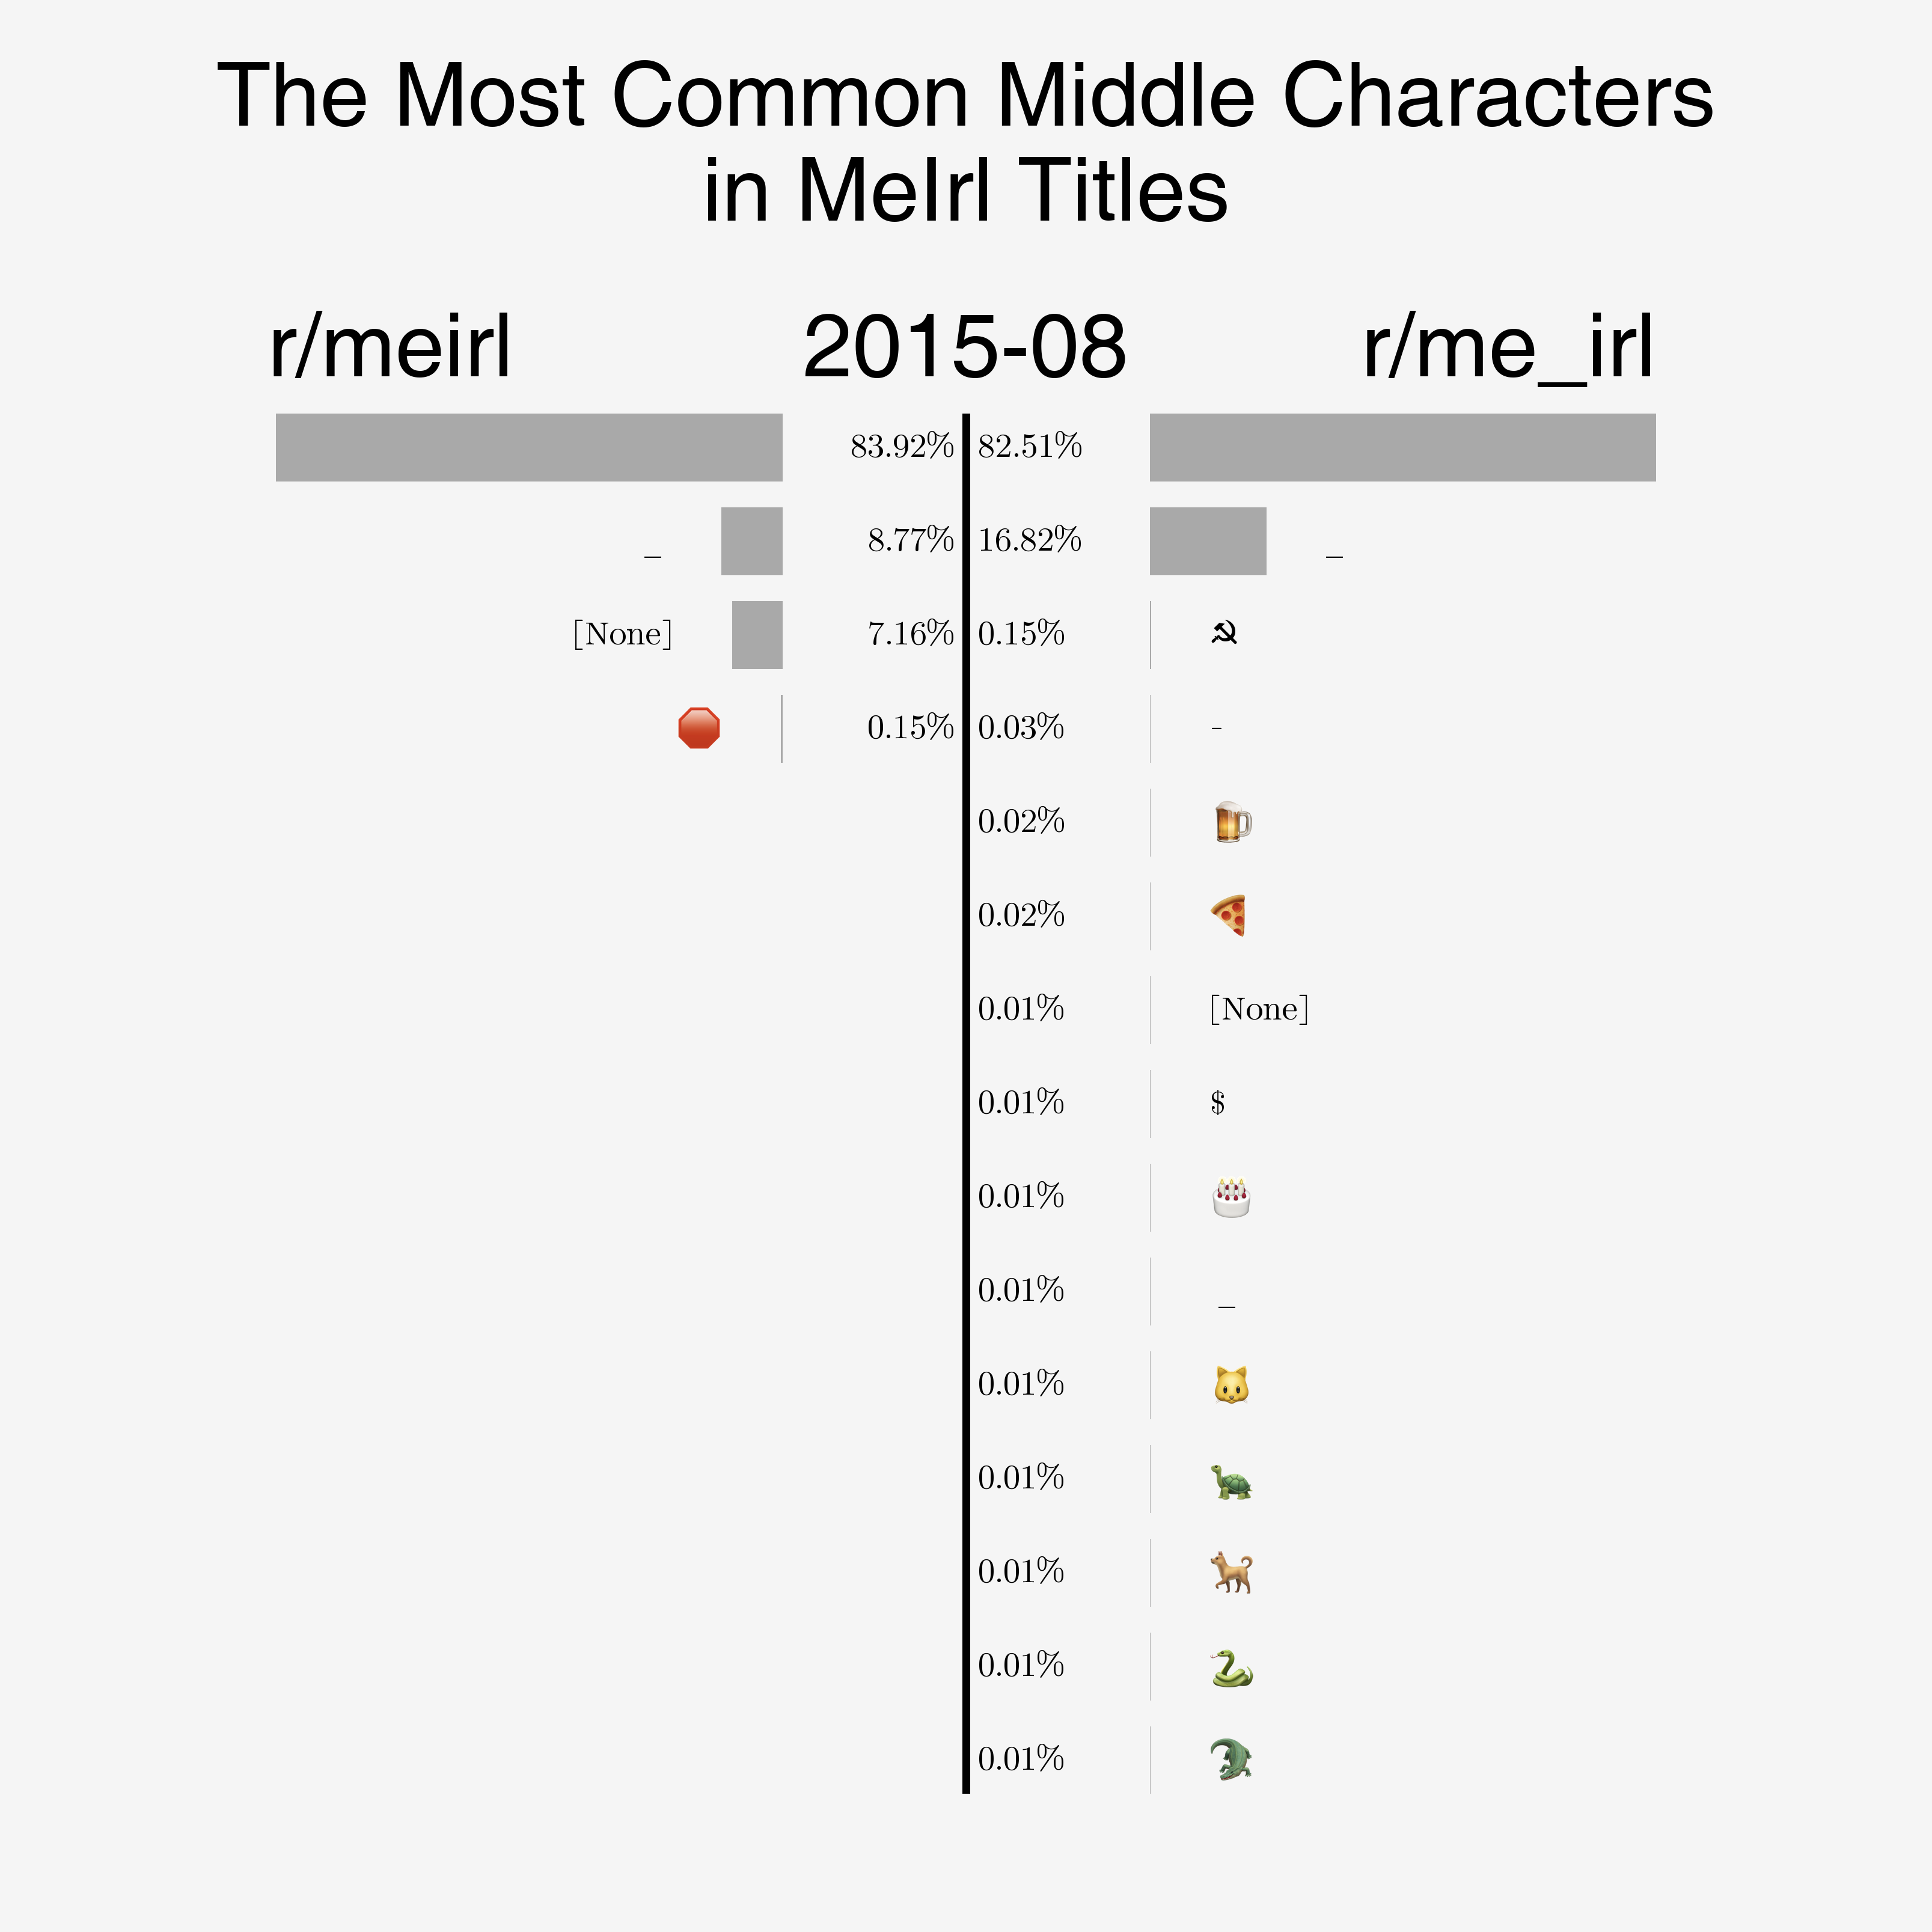 The Most Common Middle Characters
in MeIrl Titles
r/meirl 2015-08 r/me_irl
83.92% 82.51%
_ 8.77% 16.82% _
[None] 7.16% 0.15% ☭
🛑 0.15% 0.03% -
0.02% 🍺
0.02% 🍕
0.01% [None]
0.01% $
0.01% 🎂
0.01% _
0.01% 🐱
0.01% 🐢
0.01% 🐕
0.01% 🐍
0.01% 🐊